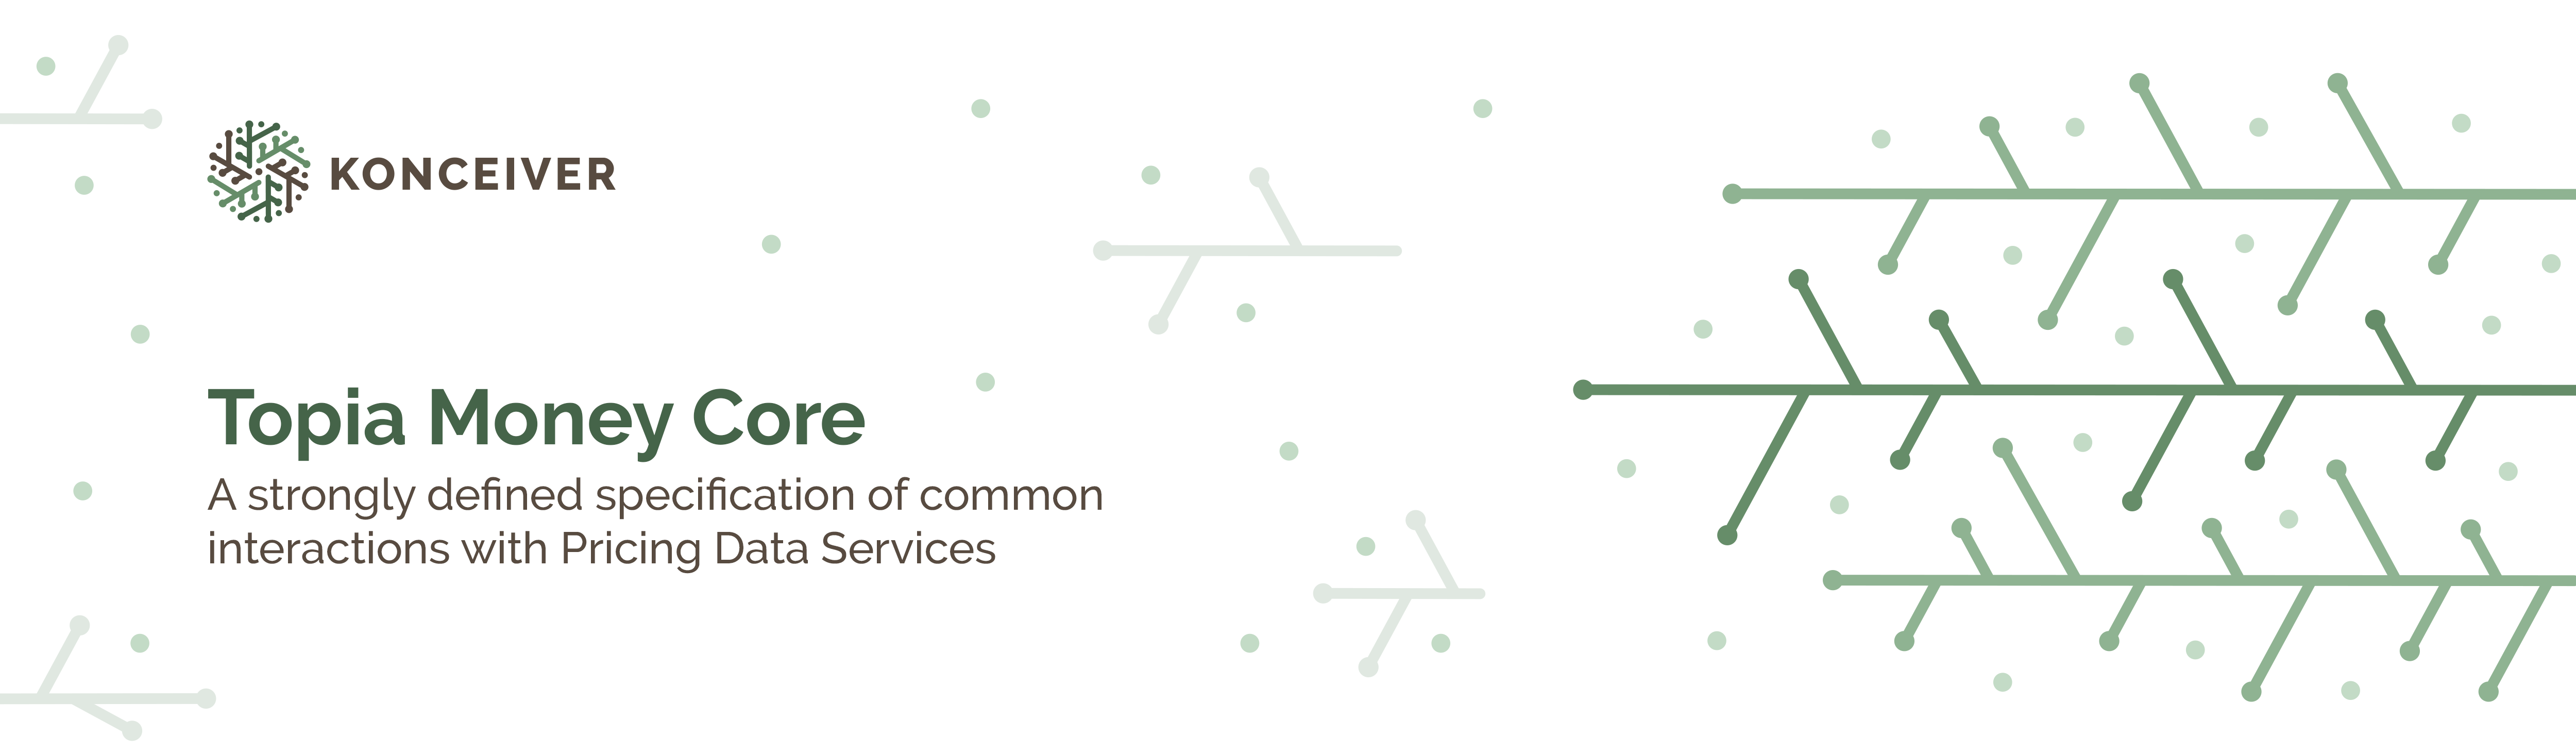 KONCEIVER
Topia Money Core
A strongly defined specification of common
interactions with Pricing Data Services